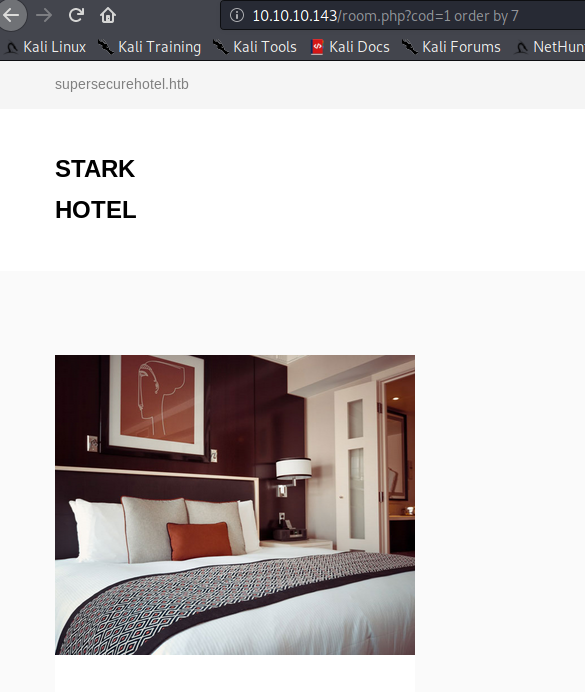 10.10.10.143/room.php?cod=1 order by 7
Kali Linux Kali Training Kali Tools Kali Docs Kali Forums NetHun
supersecurehotel.htb
STARK
HOTEL